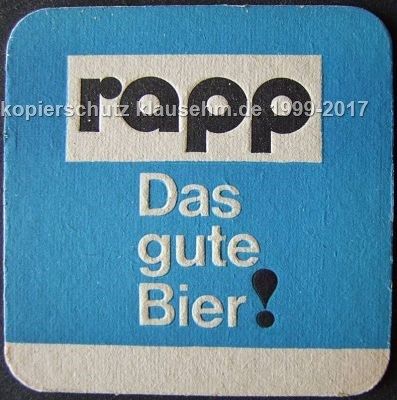 rapp
kopierschutz klausehm.de 1999-2017
Das
gute
Bier!